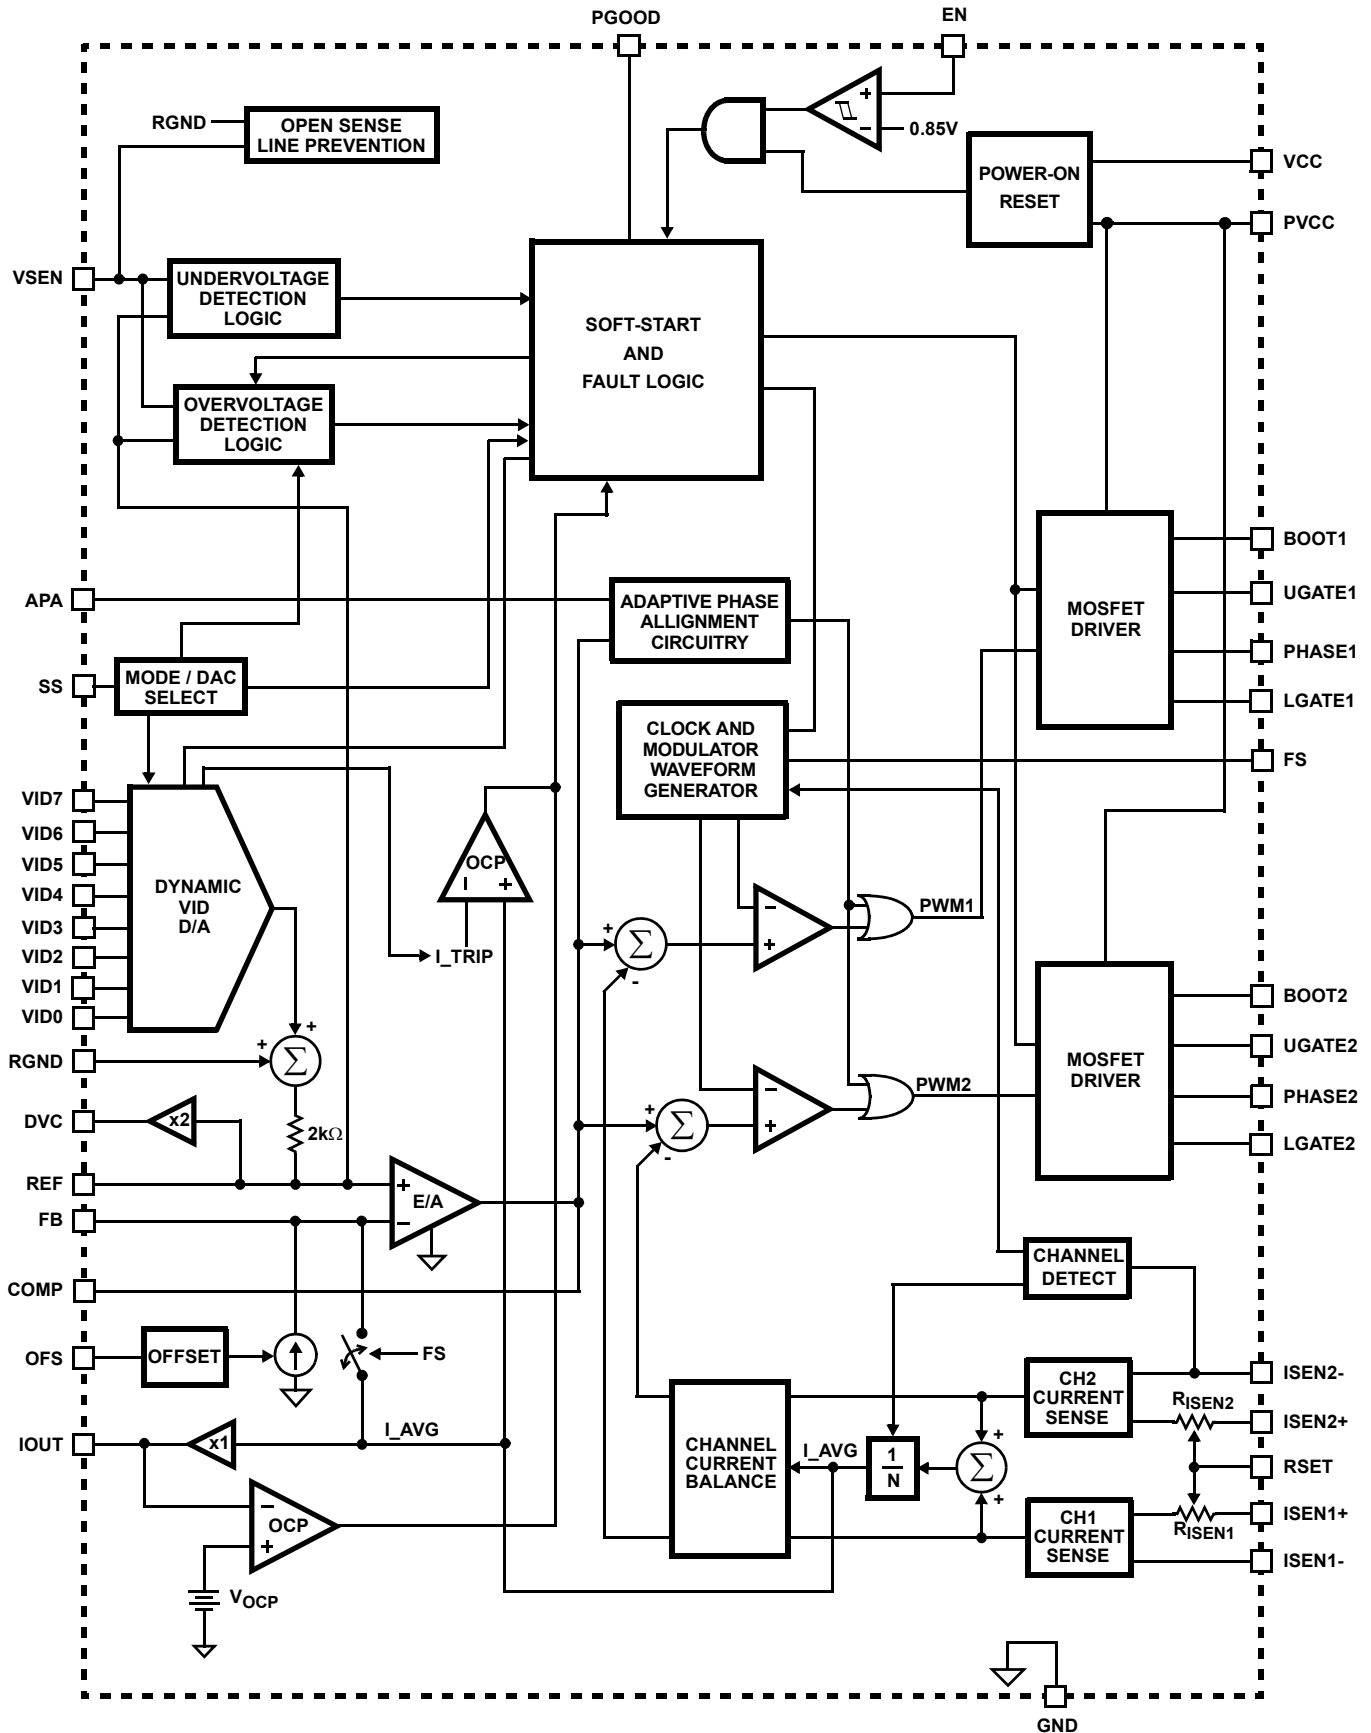 PGOOD
EN
RGND
OPEN SENSE
LINE PREVENTION
+
−
0.85V
POWER-ON
RESET
VCC
PVCC
VSEN
UNDERVOLTAGE
DETECTION
LOGIC
SOFT-START
AND
FAULT LOGIC
OVERVOLTAGE
DETECTION
LOGIC
BOOT1
UGATE1
PHASE1
LGATE1
MOSFET
DRIVER
APA
ADAPTIVE PHASE
ALLIGNMENT
CIRCUITRY
SS
MODE / DAC
SELECT
CLOCK AND
MODULATOR
WAVEFORM
GENERATOR
FS
VID7
VID6
VID5
VID4
VID3
VID2
VID1
VID0
DYNAMIC
VID
D/A
OCP
− +
I_TRIP
+
Σ
-
−
+
PWM1
BOOT2
UGATE2
PHASE2
LGATE2
MOSFET
DRIVER
RGND
+
+
Σ
+
Σ
-
−
+
PWM2
DVC
x2
2kΩ
REF
FB
+
E/A
−
COMP
CHANNEL
DETECT
OFS
OFFSET
FS
CH2
CURRENT
SENSE
RISEN2
ISEN2-
ISEN2+
RSET
ISEN1+
ISEN1-
IOUT
x1
I_AVG
CHANNEL
CURRENT
BALANCE
I_AVG
1
N
+
Σ
+
CH1
CURRENT
SENSE
RISEN1
−
OCP
+
VOCP
GND